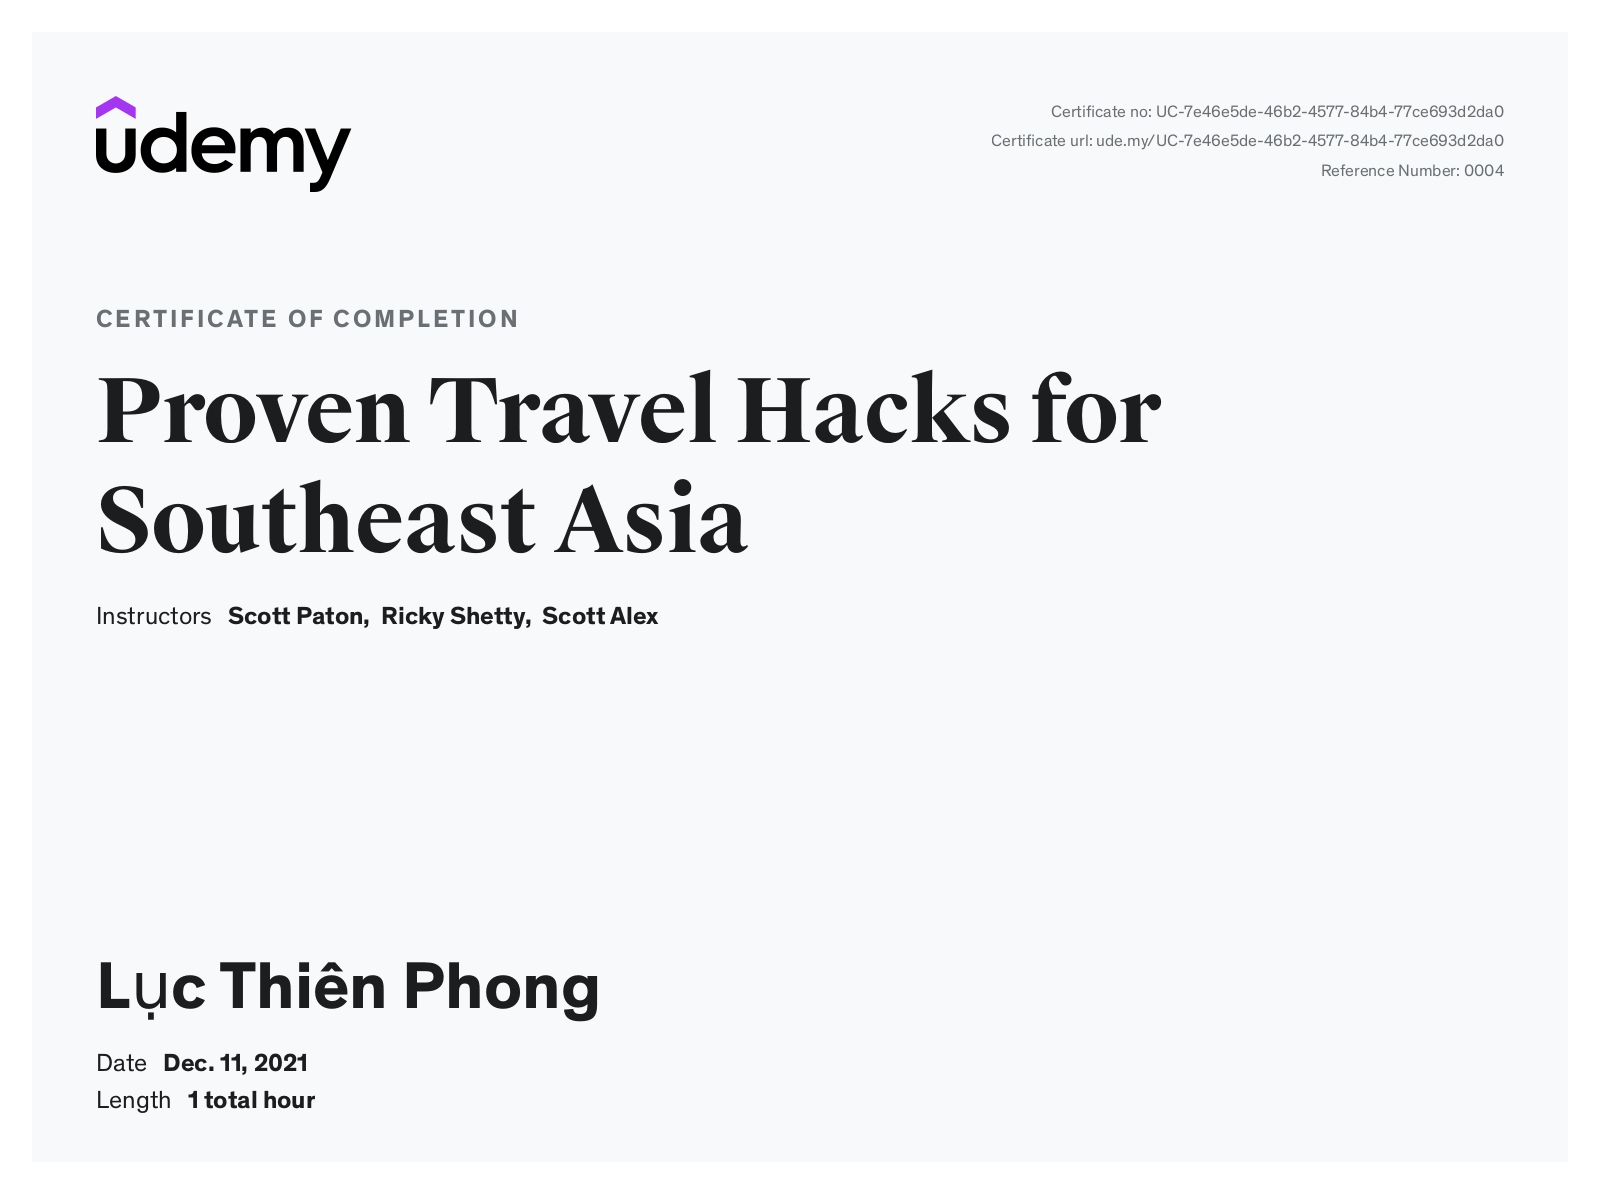 udemy
Certificate no: UC-7e46e5de-46b2-4577-84b4-77ce693d2da0
Certificate url: ude.my/UC-7e46e5de-46b2-4577-84b4-77ce693d2da0
Reference Number: 0004
CERTIFICATE OF COMPLETION
Proven Travel Hacks for
Southeast Asia
Instructors Scott Paton, Ricky Shetty, Scott Alex
Lục Thiên Phong
Date Dec. 11, 2021
Length 1 total hour